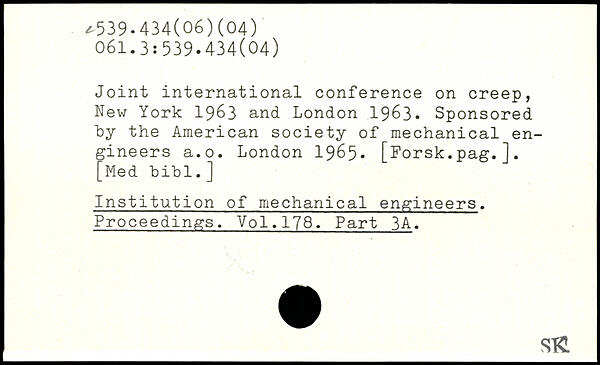 539.434(06)(04)
061.3:539.434(04)
Joint international conference on creep,
New York 1963 and London 1963. Sponsored
by the American society of mechanical en-
gineers a.o. London 1965. [Forsk.pag.].
[Med bibl.]
Institution of mechanical engineers.
Proceedings. Vol.178. Part 3A.
SK